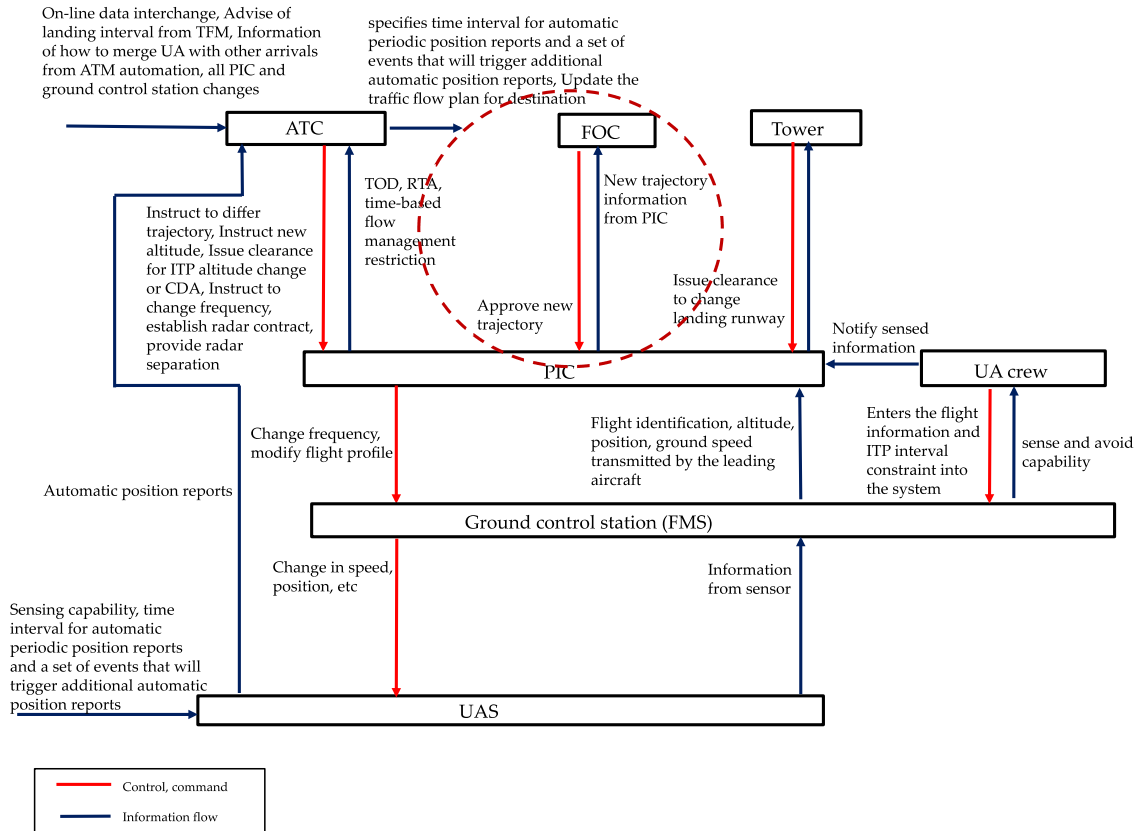 On-line data interchange, Advise of
landing interval from TFM, Information
of how to merge UA with other arrivals
from ATM automation, all PIC and
ground control station changes
specifies time interval for automatic
periodic position reports and a set of
events that will trigger additional
automatic position reports, Update the
traffic flow plan for destination
ATC
FOC
Tower
TOD, RTA,
time-based
flow
management
restriction
New trajectory
information
from PIC
Instruct to differ
trajectory, Instruct new
altitude, Issue clearance
for ITP altitude change
or CDA, Instruct to
change frequency,
establish radar contract,
provide radar
separation
Approve new
trajectory
Issue clearance
to change
landing runway
Notify sensed
information
PIC
UA crew
Change frequency,
modify flight profile
Flight identification, altitude,
position, ground speed
transmitted by the leading
aircraft
Enters the flight
information and
ITP interval
constraint into
the system
sense and avoid
capability
Automatic position reports
Ground control station (FMS)
Change in speed,
position, etc
Information
from sensor
Sensing capability, time
interval for automatic
periodic position reports
and a set of events that will
trigger additional automatic
position reports
UAS
Control, command
Information flow